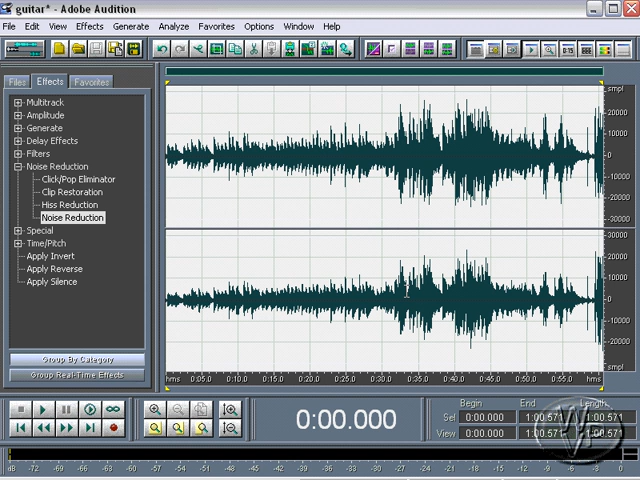 guitar* - Adobe Audition
File Edit View Effects Generate Analyze Favorites Options Window Help
Files Effects Favorites
Multitrack
Amplitude
Generate
Delay Effects
Filters
Noise Reduction
Click/Pop Eliminator
Clip Restoration
Hiss Reduction
Noise Reduction
Special
Time/Pitch
Apply Invert
Apply Reverse
Apply Silence
Group By Category
Group Real-Time Effects
smpl
20000
10000
0
-10000
-20000
-30000
30000
20000
10000
0
-10000
-20000
smpl
hms 0:05.0 0:10.0 0:15.0 0:20.0 0:25.0 0:30.0 0:35.0 0:40.0 0:45.0 0:50.0 0:55.0 hms
0:00.000
Begin End Length
Sel 0:00.000 1:00.571 1:00.571
View 0:00.000 1:00.571 1:00.571
dB -72 -69 -66 -63 -60 -57 -54 -51 -48 -45 -42 -39 -36 -33 -30 -27 -24 -21 -18 -15 -12 -9 -6 -3 0